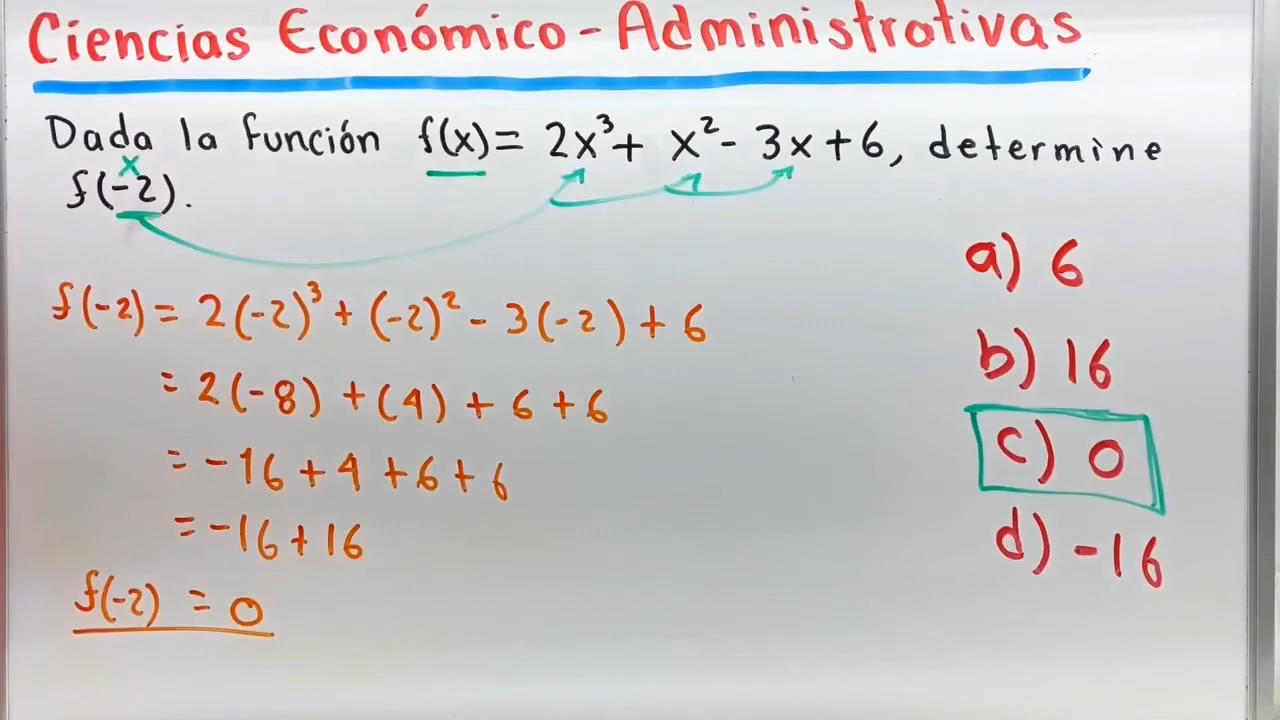 Ciencias Económico - Administrativas
Dada la función f(x) = 2x³ + x² - 3x + 6, determine
x
f(-2).
a) 6
f(-2) = 2(-2)³ + (-2)² - 3(-2) + 6
b) 16
= 2(-8) + (4) + 6 + 6
c) 0
= -16 + 4 + 6 + 6
= -16 + 16
d) -16
f(-2) = 0